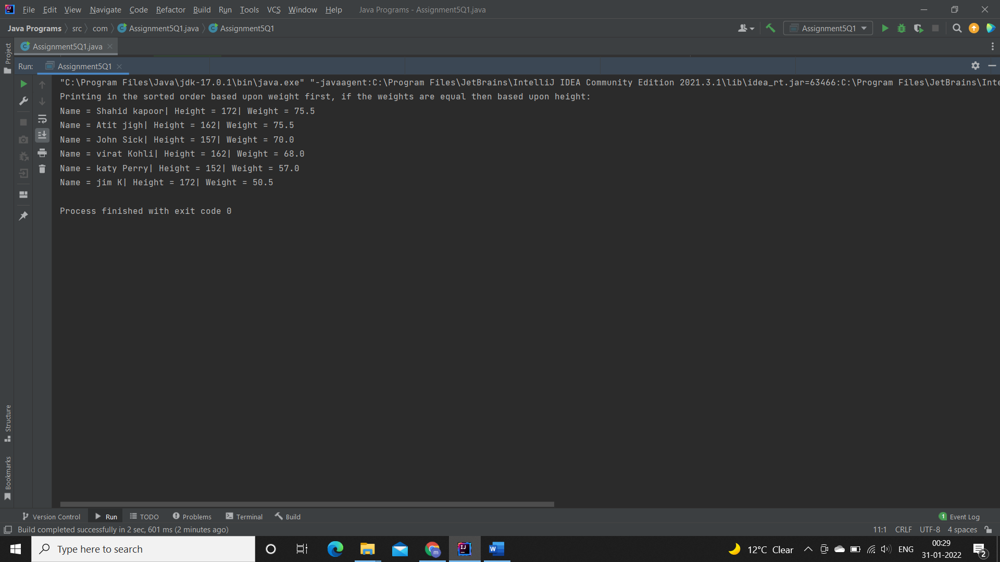 File Edit View Navigate Code Refactor Build Run Tools VCS Window Help Java Programs - Assignment5Q1.java
Java Programs src com Assignment5Q1.java Assignment5Q1 Assignment5Q1
Project
Assignment5Q1.java
Run: Assignment5Q1
"C:\Program Files\Java\jdk-17.0.1\bin\java.exe" "-javaagent:C:\Program Files\JetBrains\IntelliJ IDEA Community Edition 2021.3.1\lib\idea_rt.jar=63466:C:\Program Files\JetBrains\Inte
Printing in the sorted order based upon weight first, if the weights are equal then based upon height:
Name = Shahid kapoor| Height = 172| Weight = 75.5
Name = Atit jigh| Height = 162| Weight = 75.5
Name = John Sick| Height = 157| Weight = 70.0
Name = virat Kohli| Height = 162| Weight = 68.0
Name = katy Perry| Height = 152| Weight = 57.0
Name = jim K| Height = 172| Weight = 50.5
Process finished with exit code 0
Structure
Bookmarks
Version Control Run TODO Problems Terminal Build 1 Event Log
Build completed successfully in 2 sec, 601 ms (2 minutes ago) 11:1 CRLF UTF-8 4 spaces
Type here to search 12°C Clear ENG 00:29
31-01-2022 2